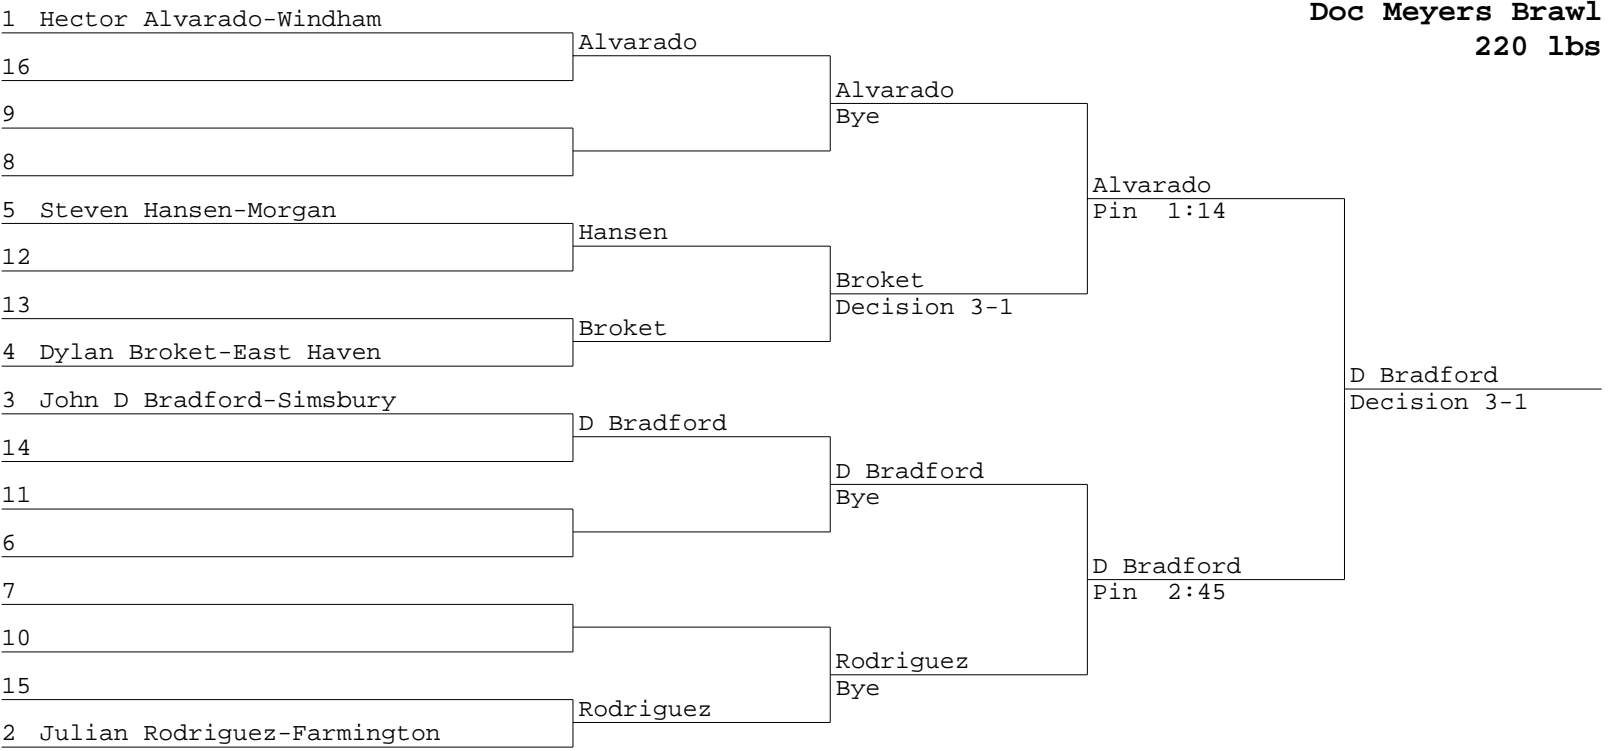 Doc Meyers Brawl
220 lbs
1 Hector Alvarado-Windham
Alvarado
16
Alvarado
Bye
9
8
Alvarado
Pin 1:14
5 Steven Hansen-Morgan
Hansen
12
Broket
Decision 3-1
13
Broket
4 Dylan Broket-East Haven
D Bradford
Decision 3-1
3 John D Bradford-Simsbury
D Bradford
14
D Bradford
Bye
11
6
D Bradford
Pin 2:45
7
10
Rodriguez
Bye
15
Rodriguez
2 Julian Rodriguez-Farmington